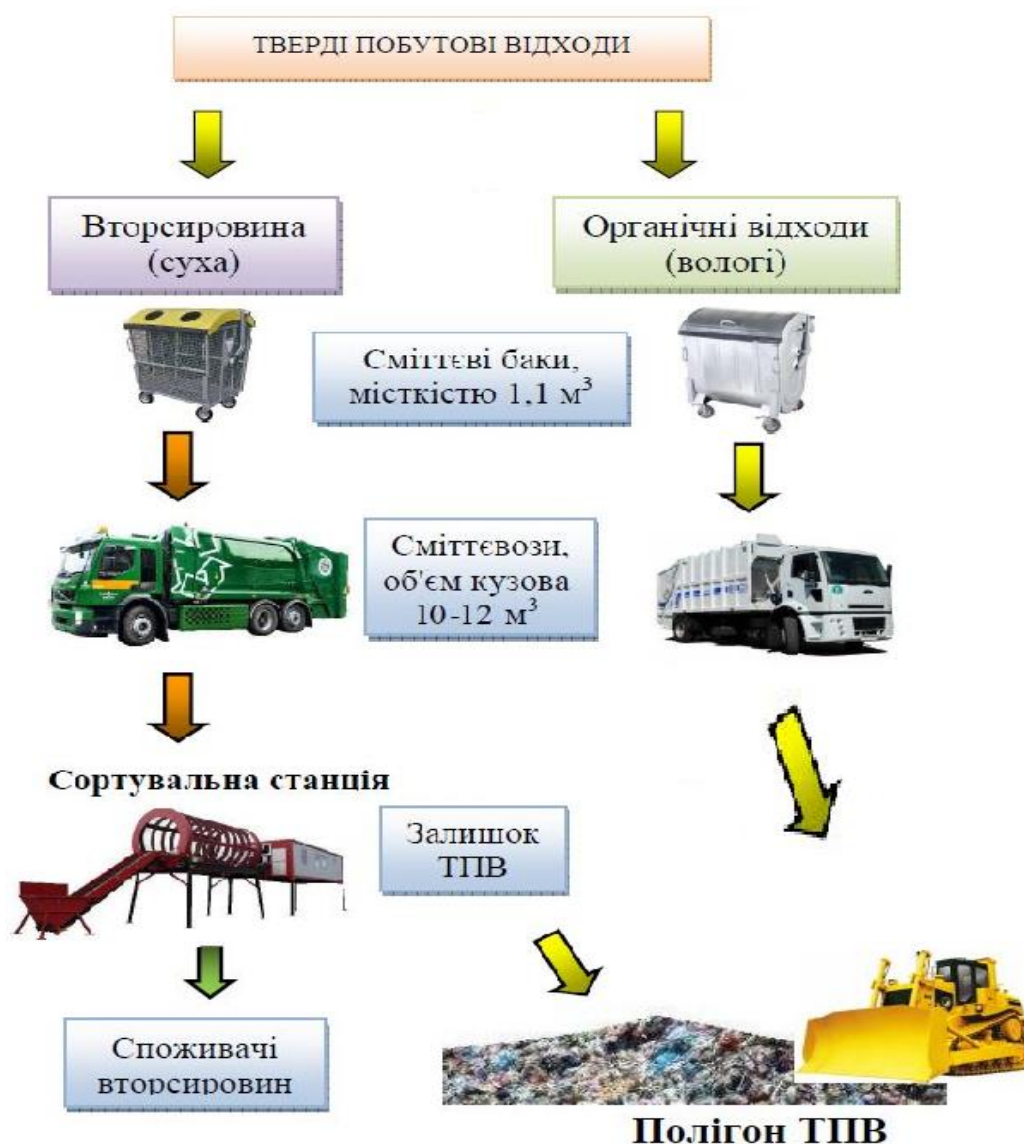 ТВЕРДІ ПОБУТОВІ ВІДХОДИ
Вторсировина
(суха)
Органічні відходи
(вологі)
Сміттєві баки,
місткістю 1,1 м³
Сміттєвози,
об'єм кузова
10-12 м³
Сортувальна станція
Залишок
ТПВ
Споживачі
вторсировин
Полігон ТПВ